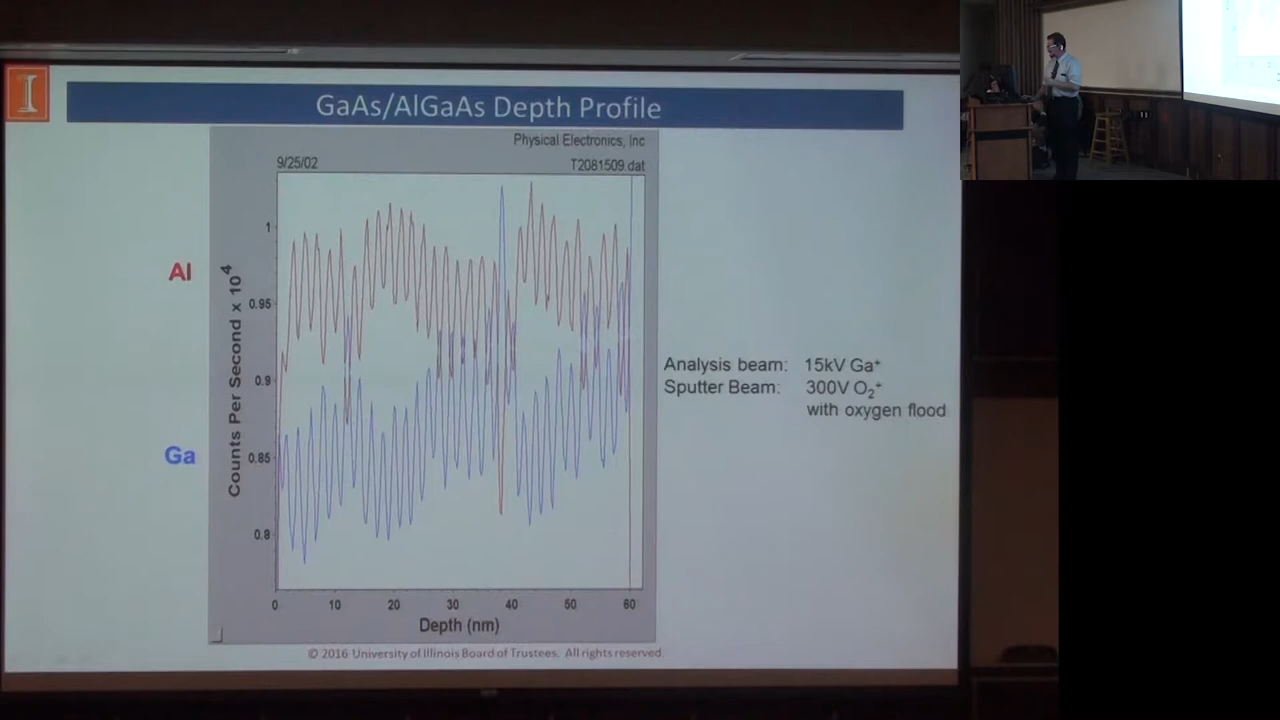 I
GaAs/AlGaAs Depth Profile
Physical Electronics, Inc
9/25/02 T2081509.dat
1
0.95
0.9
0.85
0.8
Counts Per Second x 10^4
Al
Ga
0 10 20 30 40 50 60
Depth (nm)
Analysis beam: 15kV Ga+
Sputter Beam: 300V O2+
with oxygen flood
© 2016 University of Illinois Board of Trustees. All rights reserved.